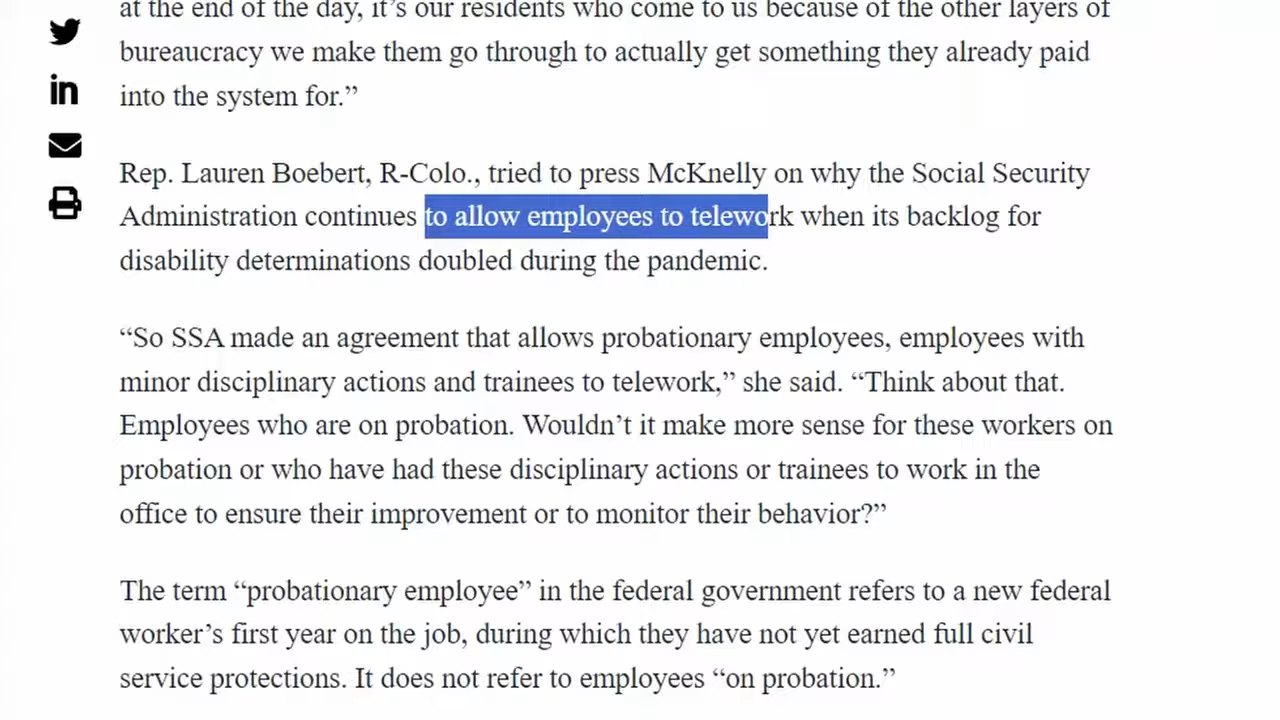 at the end of the day, it’s our residents who come to us because of the other layers of
bureaucracy we make them go through to actually get something they already paid
into the system for.”
Rep. Lauren Boebert, R-Colo., tried to press McKnelly on why the Social Security
Administration continues to allow employees to telework when its backlog for
disability determinations doubled during the pandemic.
“So SSA made an agreement that allows probationary employees, employees with
minor disciplinary actions and trainees to telework,” she said. “Think about that.
Employees who are on probation. Wouldn’t it make more sense for these workers on
probation or who have had these disciplinary actions or trainees to work in the
office to ensure their improvement or to monitor their behavior?”
The term “probationary employee” in the federal government refers to a new federal
worker’s first year on the job, during which they have not yet earned full civil
service protections. It does not refer to employees “on probation.”